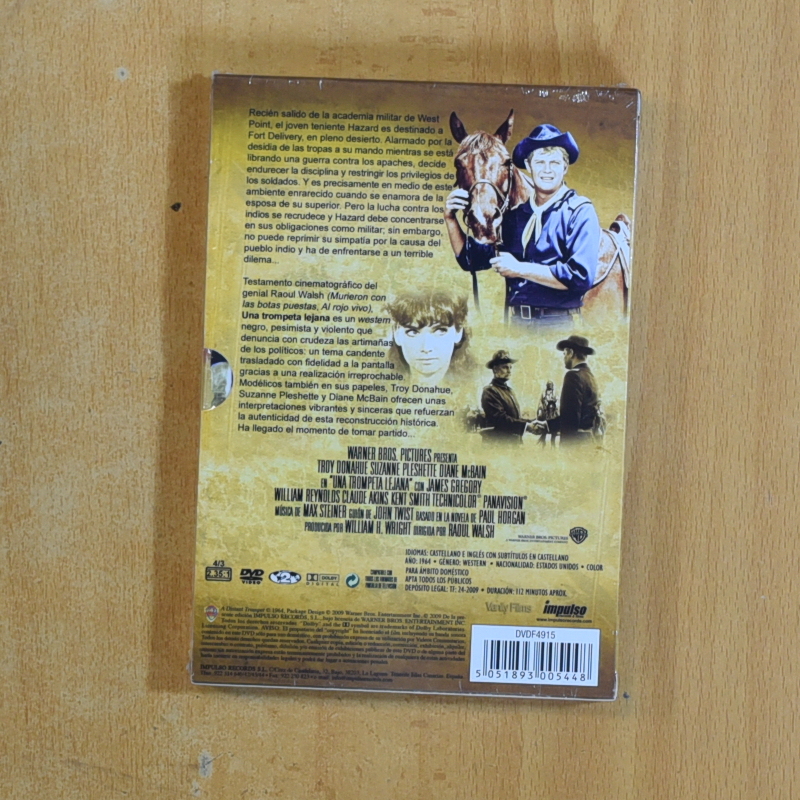 Recién salido de la academia militar de West
Point, el joven teniente Hazard es destinado a
Fort Delivery, en pleno desierto. Alarmado por la
desidia de las tropas a su mando mientras se está
librando una guerra contra los apaches, decide
endurecer la disciplina y restringir los privilegios de
los soldados. Y es precisamente en medio de este
ambiente enrarecido cuando se enamora de la
esposa de su superior. Pero la lucha contra los
indios se recrudece y Hazard debe concentrarse
en sus obligaciones como militar; sin embargo,
no puede reprimir su simpatía por la causa del
pueblo indio y ha de enfrentarse a un terrible
dilema...
Testamento cinematográfico del
genial Raoul Walsh (Murieron con
las botas puestas, Al rojo vivo),
Una trompeta lejana es un western
negro, pesimista y violento que
denuncia con crudeza las artimañas
de los políticos: un tema candente
trasladado con fidelidad a la pantalla
gracias a una realización irreprochable.
Modélicos también en sus papeles, Troy Donahue,
Suzanne Pleshette y Diane McBain ofrecen unas
interpretaciones vibrantes y sinceras que refuerzan
la autenticidad de esta reconstrucción histórica.
Ha llegado el momento de tomar partido...
WARNER BROS. PICTURES PRESENTA
TROY DONAHUE SUZANNE PLESHETTE DIANE McBAIN
EN "UNA TROMPETA LEJANA" CON JAMES GREGORY
WILLIAM REYNOLDS CLAUDE AKINS KENT SMITH TECHNICOLOR® PANAVISION®
MÚSICA DE MAX STEINER GUIÓN DE JOHN TWIST BASADO EN LA NOVELA DE PAUL HORGAN
PRODUCIDA POR WILLIAM H. WRIGHT DIRIGIDA POR RAOUL WALSH
IDIOMAS: CASTELLANO E INGLÉS CON SUBTÍTULOS EN CASTELLANO
AÑO: 1964 • GÉNERO: WESTERN • NACIONALIDAD: ESTADOS UNIDOS • COLOR
PARA ÁMBITO DOMÉSTICO
APTA TODOS LOS PÚBLICOS
DEPÓSITO LEGAL: TF: 24-2009 • DURACIÓN: 112 MINUTOS APRÓX.
4/3
2.35:1
DVD
VIDEO
DOLBY
DIGITAL
Vanity Films
impulso
www.impulsorecords.com
DVDF4915
5 051893 005448